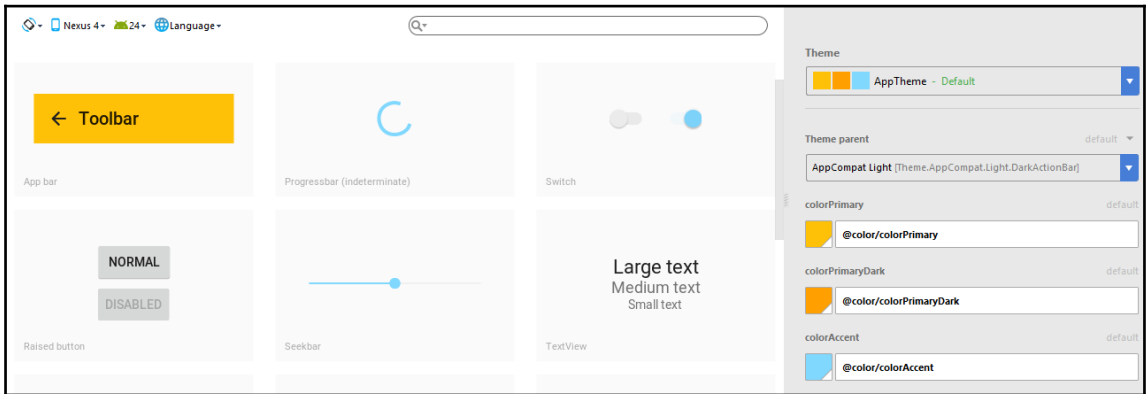 Nexus 4 24 Language
Toolbar
App bar
Progressbar (indeterminate)
Switch
NORMAL
DISABLED
Raised button
Seekbar
Large text
Medium text
Small text
TextView
Theme
AppTheme - Default
Theme parent default
AppCompat Light [Theme.AppCompat.Light.DarkActionBar]
colorPrimary default
@color/colorPrimary
colorPrimaryDark default
@color/colorPrimaryDark
colorAccent default
@color/colorAccent